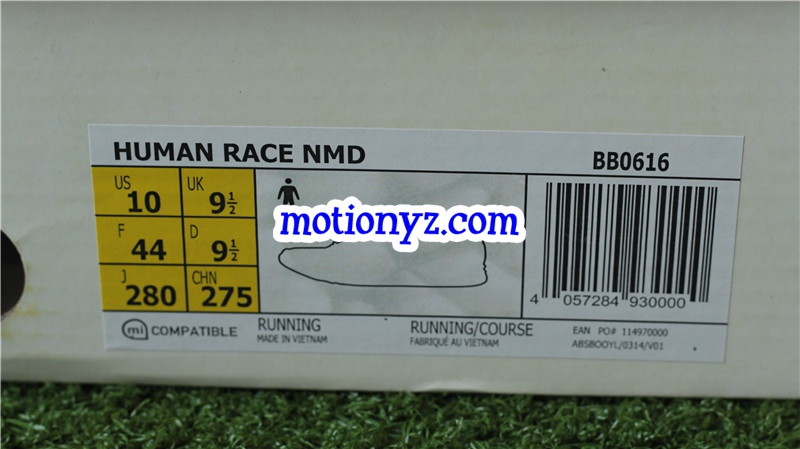 HUMAN RACE NMD
BB0616
US 10
UK 9½
F 44
D 9½
J 280
CHN 275
motionyz.com
4 057284 930000
mi COMPATIBLE
RUNNING
MADE IN VIETNAM
RUNNING/COURSE
FABRIQUÉ AU VIETNAM
EAN PO# 114970000
ABSBOOYL/0314/V01